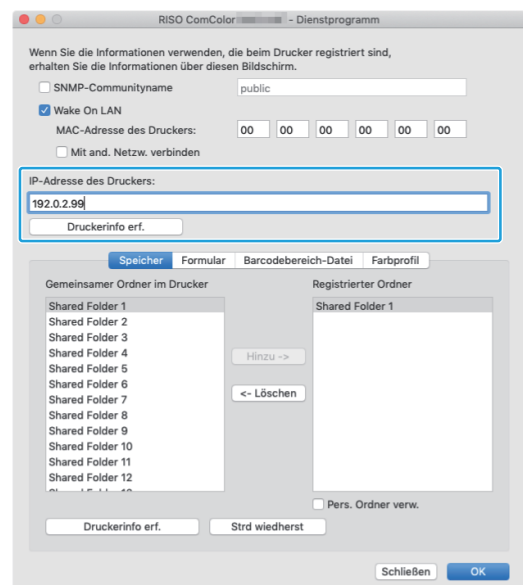 RISO ComColor - Dienstprogramm
Wenn Sie die Informationen verwenden, die beim Drucker registriert sind,
erhalten Sie die Informationen über diesen Bildschirm.
SNMP-Communityname public
Wake On LAN
MAC-Adresse des Druckers: 00 00 00 00 00 00
Mit and. Netzw. verbinden
IP-Adresse des Druckers:
192.0.2.99
Druckerinfo erf.
Speicher Formular Barcodebereich-Datei Farbprofil
Gemeinsamer Ordner im Drucker
Shared Folder 1
Shared Folder 2
Shared Folder 3
Shared Folder 4
Shared Folder 5
Shared Folder 6
Shared Folder 7
Shared Folder 8
Shared Folder 9
Shared Folder 10
Shared Folder 11
Shared Folder 12
Hinzu ->
<- Löschen
Registrierter Ordner
Shared Folder 1
Pers. Ordner verw.
Druckerinfo erf. Strd wiedherst
Schließen OK